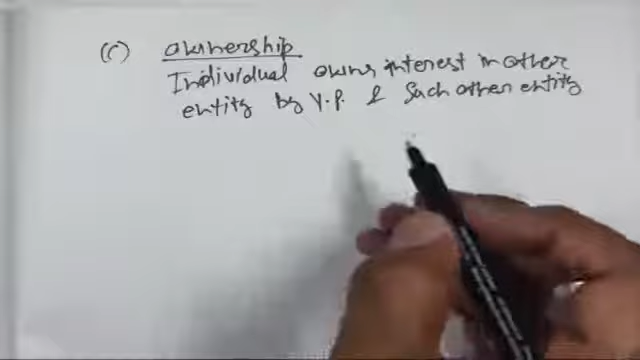 (C) ownership
Individual owns interest in other
entity by V.P. & such other entity